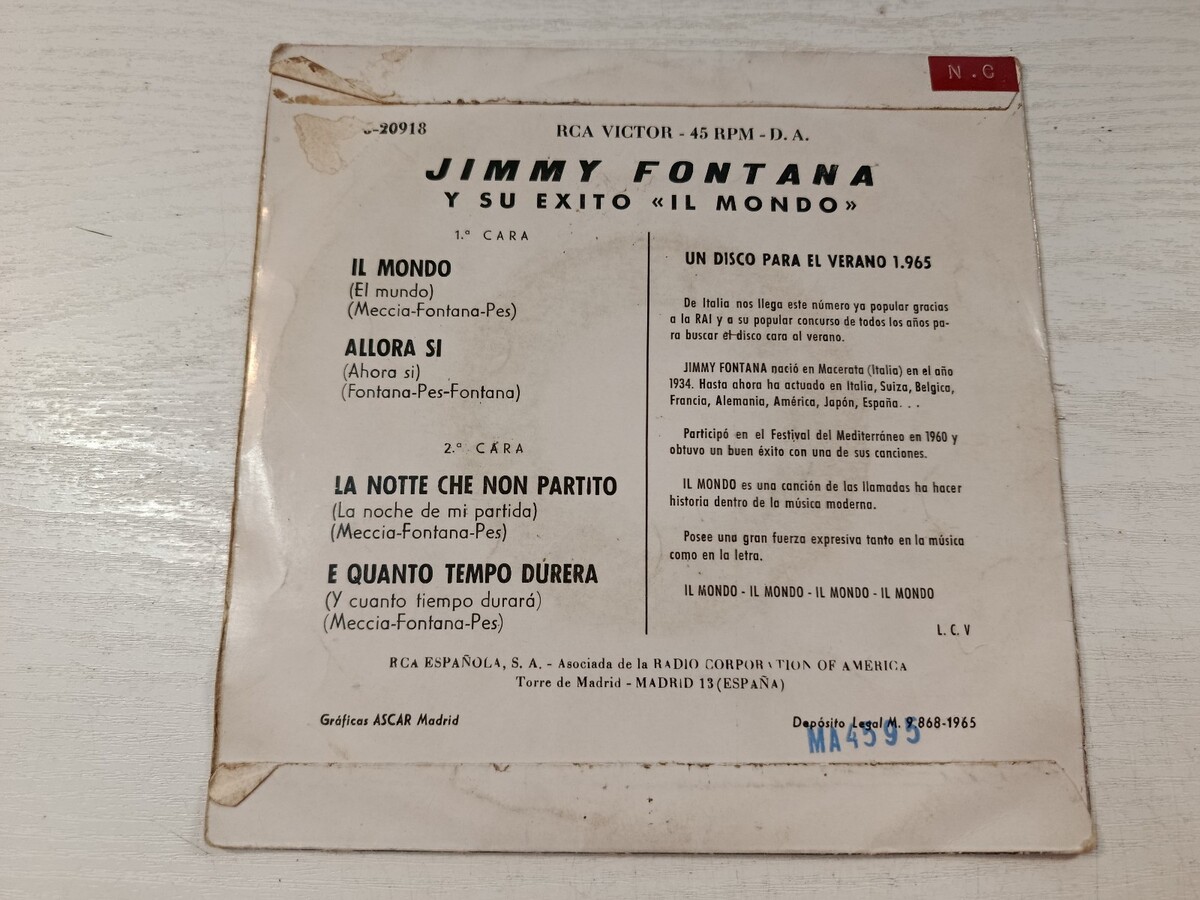 N.C
-20918
RCA VICTOR - 45 RPM - D. A.
JIMMY FONTANA
Y SU EXITO «IL MONDO»
1.ª CARA
IL MONDO
(El mundo)
(Meccia-Fontana-Pes)
ALLORA SI
(Ahora si)
(Fontana-Pes-Fontana)
2.ª CARA
LA NOTTE CHE NON PARTITO
(La noche de mi partida)
(Meccia-Fontana-Pes)
E QUANTO TEMPO DÚRERA
(Y cuanto tiempo durará)
(Meccia-Fontana-Pes)
UN DISCO PARA EL VERANO 1.965
De Italia nos llega este número ya popular gracias
a la RAI y a su popular concurso de todos los años pa-
ra buscar el disco cara al verano.
JIMMY FONTANA nació en Macerata (Italia) en el año
1934. Hasta ahora ha actuado en Italia, Suiza, Belgica,
Francia, Alemania, América, Japón, España. . .
Participó en el Festival del Mediterráneo en 1960 y
obtuvo un buen éxito con una de sus canciones.
IL MONDO es una canción de las llamadas ha hacer
historia dentro de la música moderna.
Posee una gran fuerza expresiva tanto en la música
como en la letra.
IL MONDO - IL MONDO - IL MONDO - IL MONDO
L. C. V
RCA ESPAÑOLA, S. A. - Asociada de la RADIO CORPORATION OF AMERICA
Torre de Madrid - MADRID 13 (ESPAÑA)
Gráficas ASCAR Madrid
Depósito Legal M. 9 868-1965
MA4595